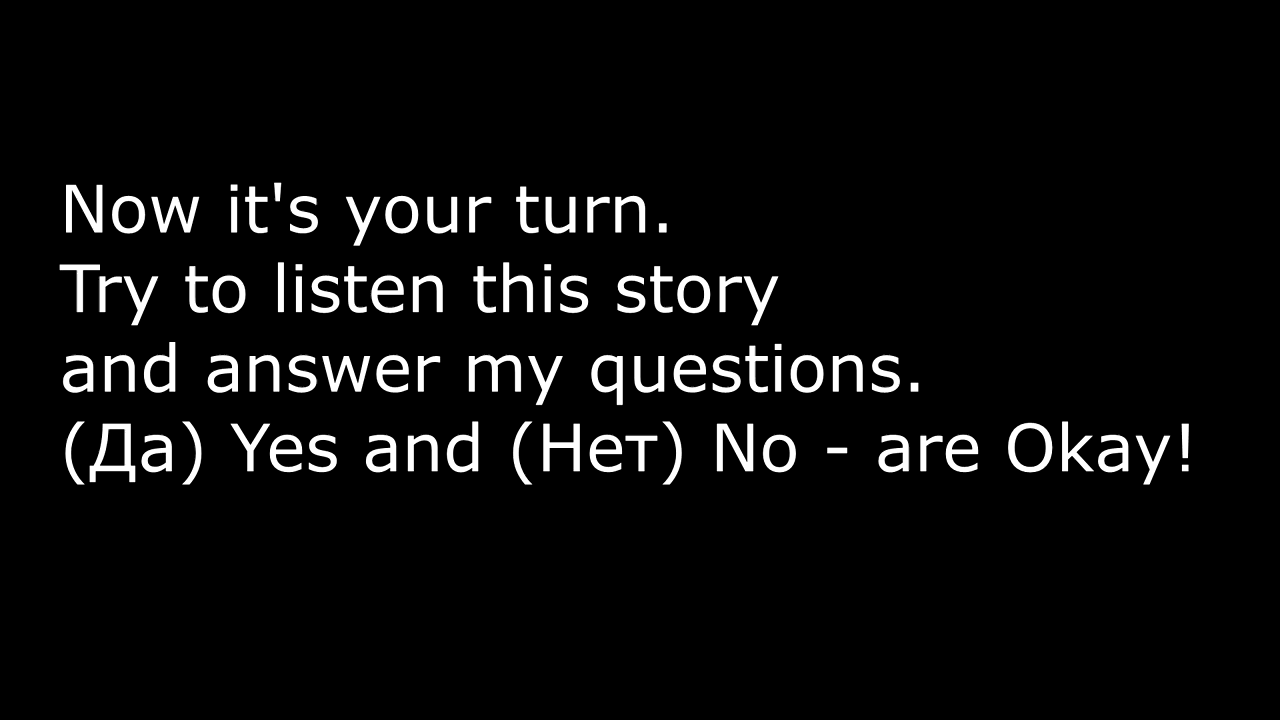 Now it's your turn.
Try to listen this story
and answer my questions.
(Да) Yes and (Нет) No - are Okay!